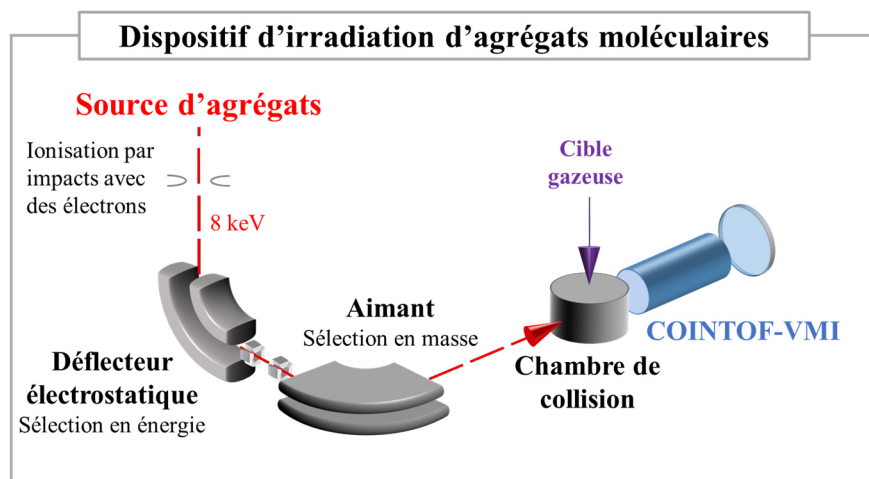 Dispositif d’irradiation d’agrégats moléculaires
Source d’agrégats
Ionisation par
impacts avec
des électrons
8 keV
Cible
gazeuse
Aimant
Sélection en masse
COINTOF-VMI
Déflecteur
électrostatique
Sélection en énergie
Chambre de
collision